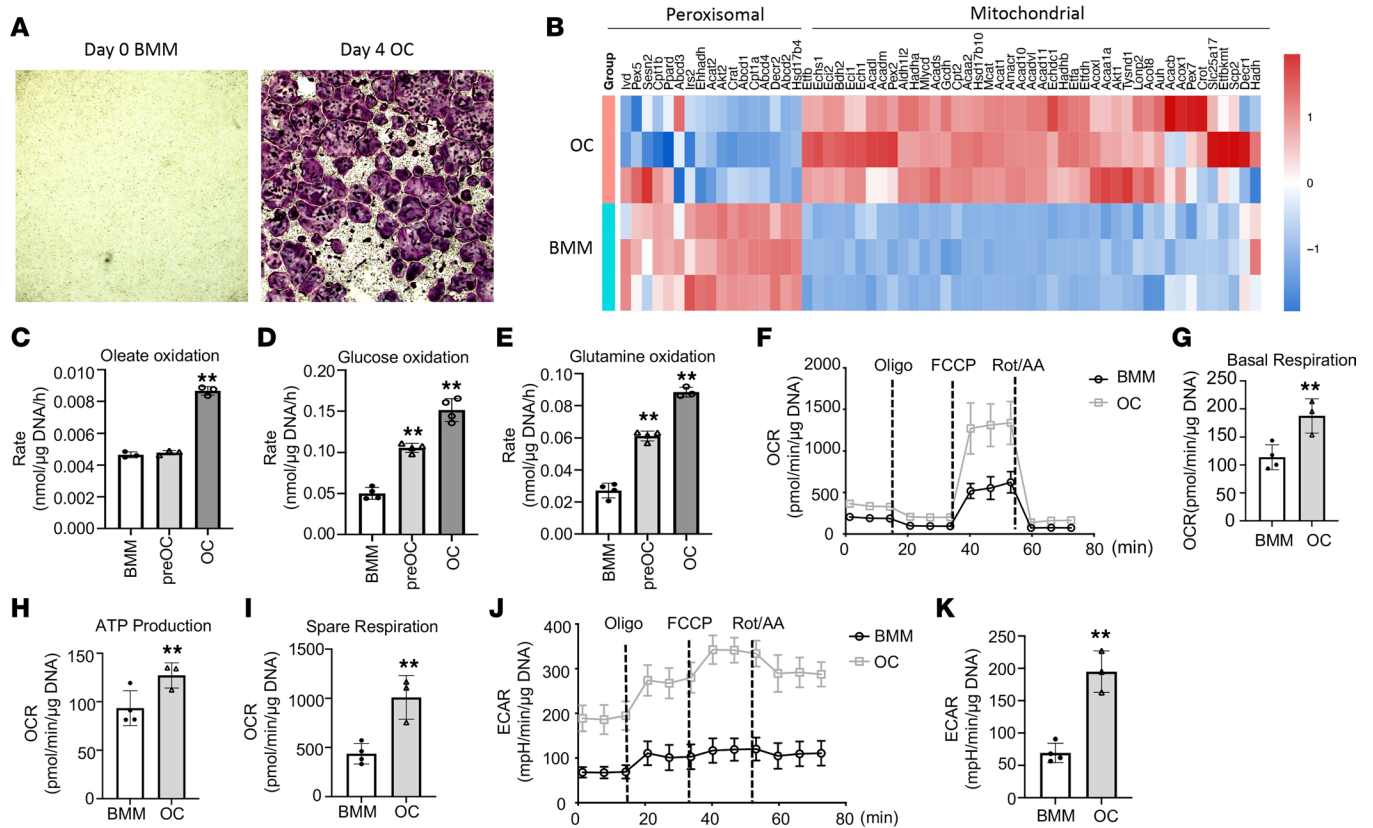 A
Day 0 BMM
Day 4 OC
B
Peroxisomal
Mitochondrial
Group
Ivd
Pex5
Sesn2
Cpt1b
Ppard
Abcd3
Irs2
Ehhadh
Acat2
Akt2
Crat
Abcd1
Cpt1a
Abcd4
Decr2
Abcd2
Hsd17b4
Etfb
Echs1
Eci2
Bdh2
Eci1
Ech1
Acadl
Acadm
Pex2
Aldh1l2
Hadha
Mlycd
Acads
Gcdh
Cpt2
Acaa2
Hsd17b10
Mcat
Acat1
Amacr
Acad10
Acadvl
Acad11
Echdc1
Hadhb
Etfa
Etfdh
Acoxl
Acaa1a
Akt1
Tysnd1
Lonp2
Acot8
Auh
Acacb
Acox1
Pex7
Crot
Slc25a17
Etfbkmt
Scp2
Decr1
Hadh
OC
BMM
1
0
−1
C
Oleate oxidation
Rate
(nmol/µg DNA/h)
0.010
0.008
0.006
0.004
0.002
0.000
**
BMM
preOC
OC
D
Glucose oxidation
Rate
(nmol/µg DNA/h)
0.20
0.15
0.10
0.05
0.00
**
**
BMM
preOC
OC
E
Glutamine oxidation
Rate
(nmol/µg DNA/h)
0.10
0.08
0.06
0.04
0.02
0.00
**
**
BMM
preOC
OC
F
OCR
(pmol/min/µg DNA)
2000
1500
1000
500
0
Oligo
FCCP
Rot/AA
BMM
OC
0
20
40
60
80
(min)
G
Basal Respiration
OCR(pmol/min/µg DNA)
250
200
150
100
50
0
**
BMM
OC
H
ATP Production
OCR
(pmol/min/µg DNA)
150
100
50
0
**
BMM
OC
I
Spare Respiration
OCR
(pmol/min/µg DNA)
1500
1000
500
0
**
BMM
OC
J
ECAR
(mpH/min/µg DNA)
400
300
200
100
0
Oligo
FCCP
Rot/AA
BMM
OC
0
20
40
60
80
(min)
K
ECAR
(mpH/min/µg DNA)
250
200
150
100
50
0
**
BMM
OC